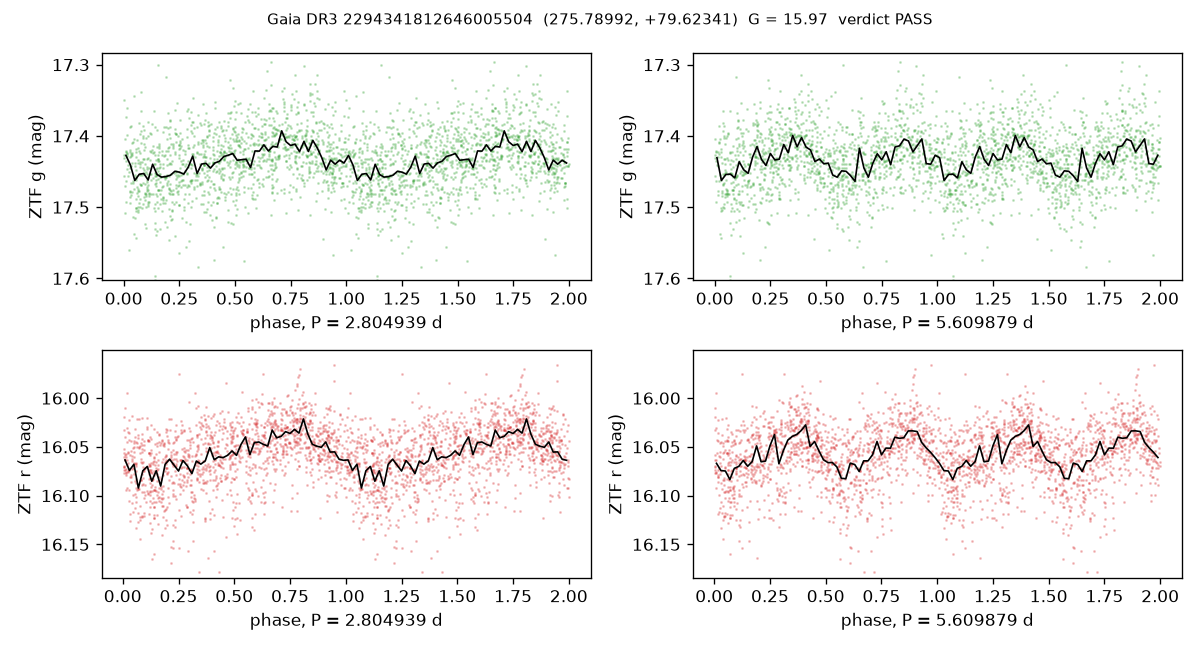 Gaia DR3 2294341812646005504 (275.78992, +79.62341) G = 15.97 verdict PASS
ZTF g (mag)
17.3
17.4
17.5
17.6
0.00 0.25 0.50 0.75 1.00 1.25 1.50 1.75 2.00
phase, P = 2.804939 d
ZTF g (mag)
17.3
17.4
17.5
17.6
0.00 0.25 0.50 0.75 1.00 1.25 1.50 1.75 2.00
phase, P = 5.609879 d
ZTF r (mag)
16.00
16.05
16.10
16.15
0.00 0.25 0.50 0.75 1.00 1.25 1.50 1.75 2.00
phase, P = 2.804939 d
ZTF r (mag)
16.00
16.05
16.10
16.15
0.00 0.25 0.50 0.75 1.00 1.25 1.50 1.75 2.00
phase, P = 5.609879 d